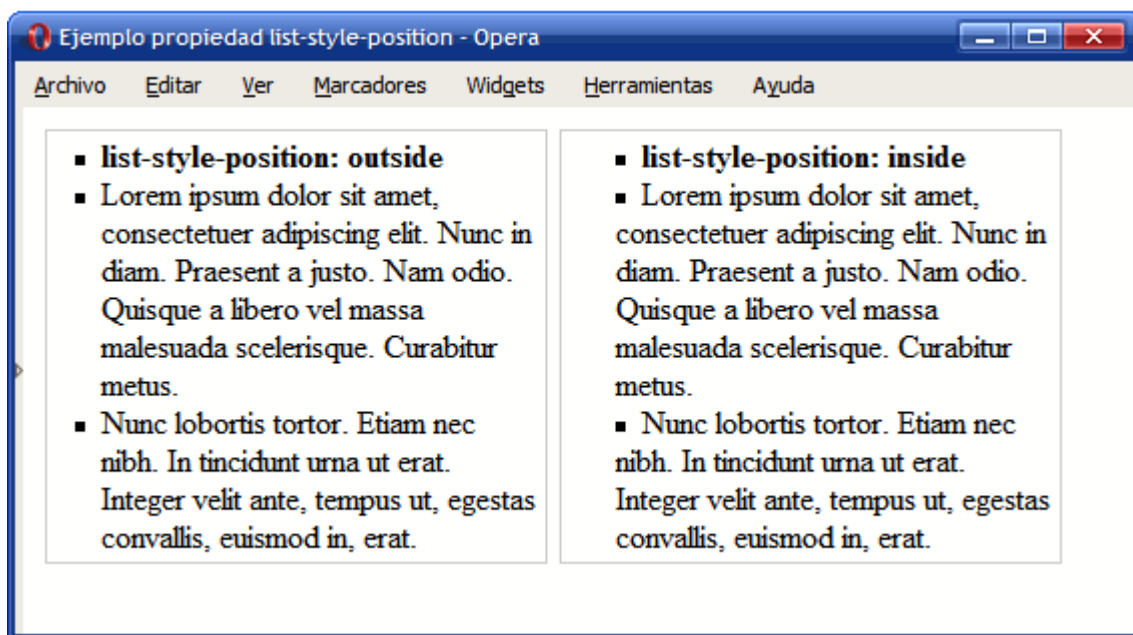 Ejemplo propiedad list-style-position - Opera
Archivo Editar Ver Marcadores Widgets Herramientas Ayuda
list-style-position: outside
Lorem ipsum dolor sit amet,
consectetuer adipiscing elit. Nunc in
diam. Praesent a justo. Nam odio.
Quisque a libero vel massa
malesuada scelerisque. Curabitur
metus.
Nunc lobortis tortor. Etiam nec
nibh. In tincidunt urna ut erat.
Integer velit ante, tempus ut, egestas
convallis, euismod in, erat.
list-style-position: inside
Lorem ipsum dolor sit amet,
consectetuer adipiscing elit. Nunc in
diam. Praesent a justo. Nam odio.
Quisque a libero vel massa
malesuada scelerisque. Curabitur
metus.
Nunc lobortis tortor. Etiam nec
nibh. In tincidunt urna ut erat.
Integer velit ante, tempus ut, egestas
convallis, euismod in, erat.